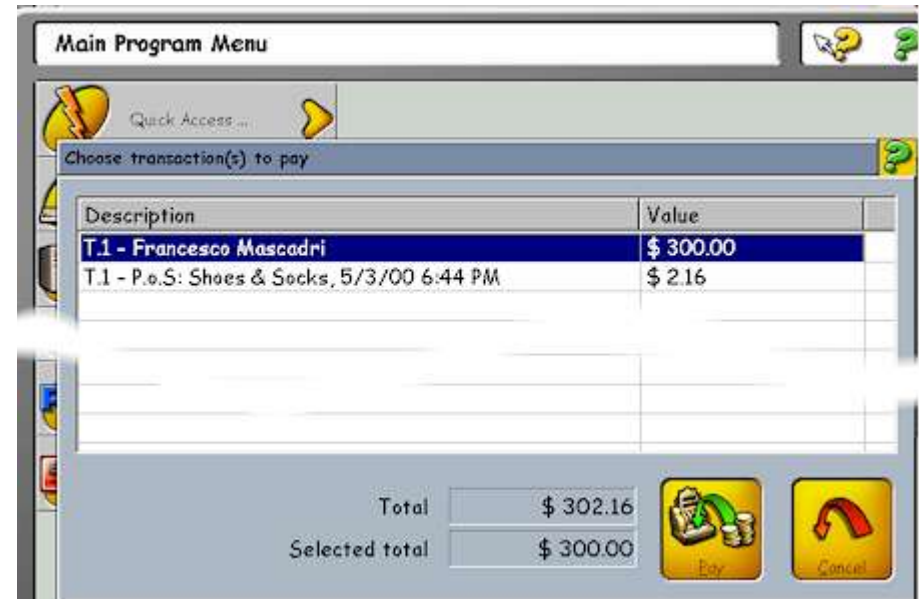 Main Program Menu
Quick Access ...
Choose transaction(s) to pay
Description Value
T.1 - Francesco Mascadri $ 300.00
T.1 - P.o.S: Shoes & Socks, 5/3/00 6:44 PM $ 2.16
Total $ 302.16
Selected total $ 300.00
Pay Cancel